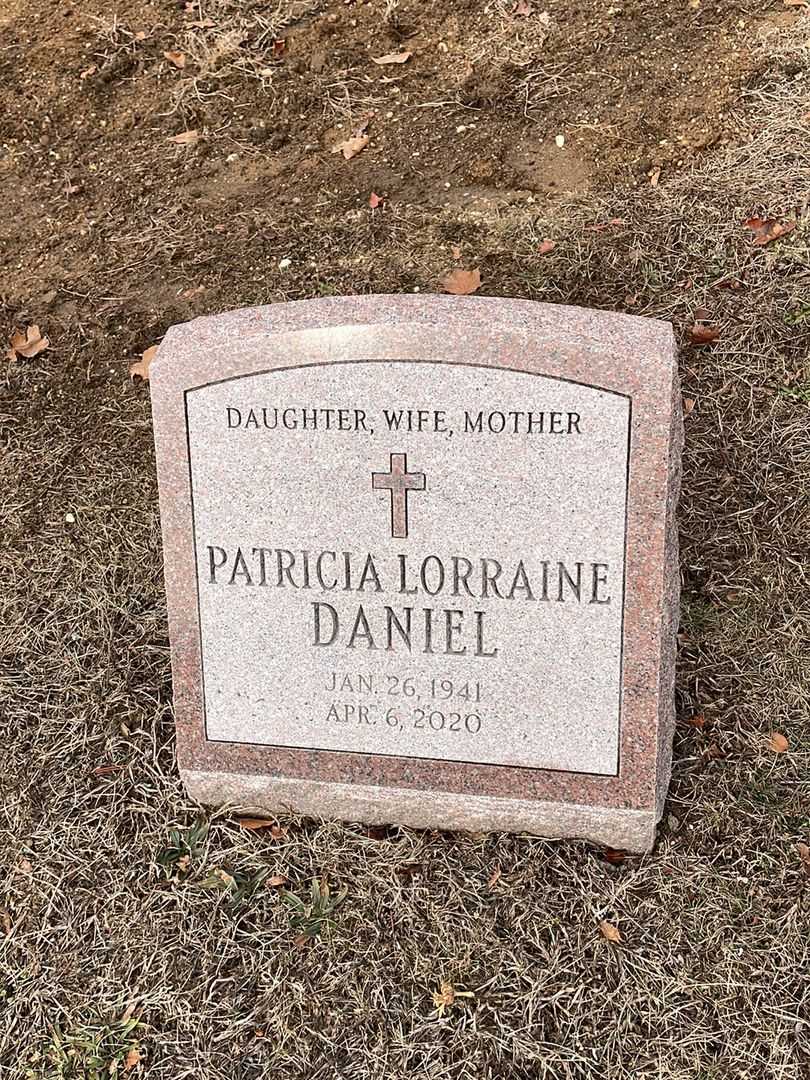 DAUGHTER, WIFE, MOTHER
PATRICIA LORRAINE
DANIEL
JAN. 26, 1941
APR. 6, 2020